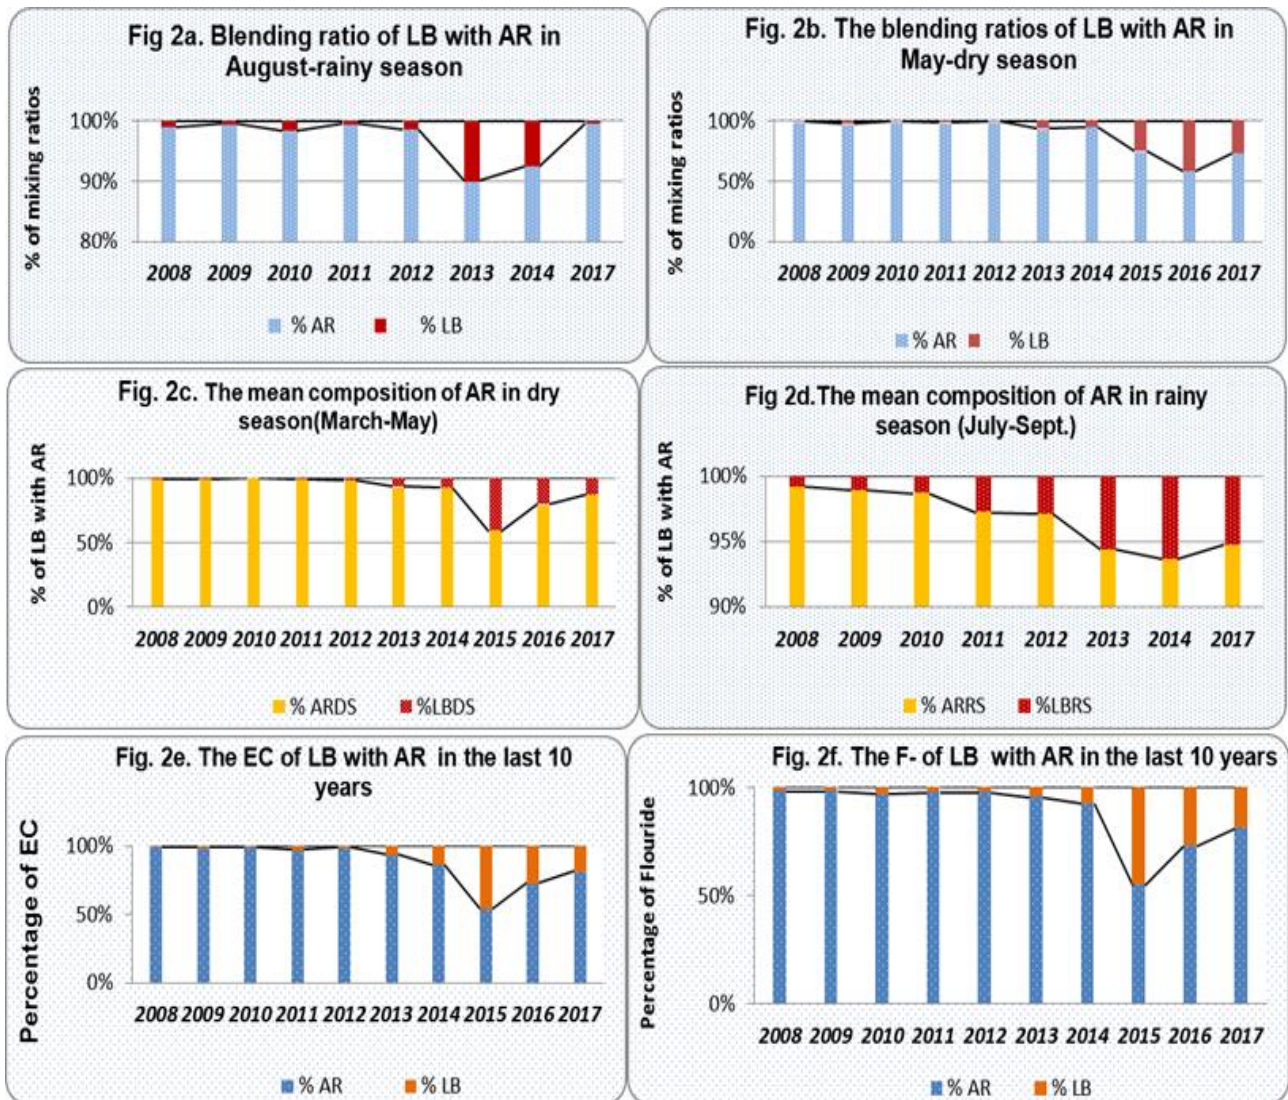 Fig 2a. Blending ratio of LB with AR in
August-rainy season
% of mixing ratios
100%
90%
80%
2008 2009 2010 2011 2012 2013 2014 2017
% AR % LB
Fig. 2b. The blending ratios of LB with AR in
May-dry season
% of mixing ratios
100%
50%
0%
2008 2009 2010 2011 2012 2013 2014 2015 2016 2017
% AR % LB
Fig. 2c. The mean composition of AR in dry
season(March-May)
% of LB with AR
100%
50%
0%
2008 2009 2010 2011 2012 2013 2014 2015 2016 2017
% ARDS %LBDS
Fig 2d.The mean composition of AR in rainy
season (July-Sept.)
% of LB with AR
100%
95%
90%
2008 2009 2010 2011 2012 2013 2014 2017
% ARRS %LBRS
Fig. 2e. The EC of LB with AR in the last 10
years
Percentage of EC
100%
50%
0%
2008 2009 2010 2011 2012 2013 2014 2015 2016 2017
% AR % LB
Fig. 2f. The F- of LB with AR in the last 10 years
Percentage of Flouride
100%
50%
0%
2008 2009 2010 2011 2012 2013 2014 2015 2016 2017
% AR % LB